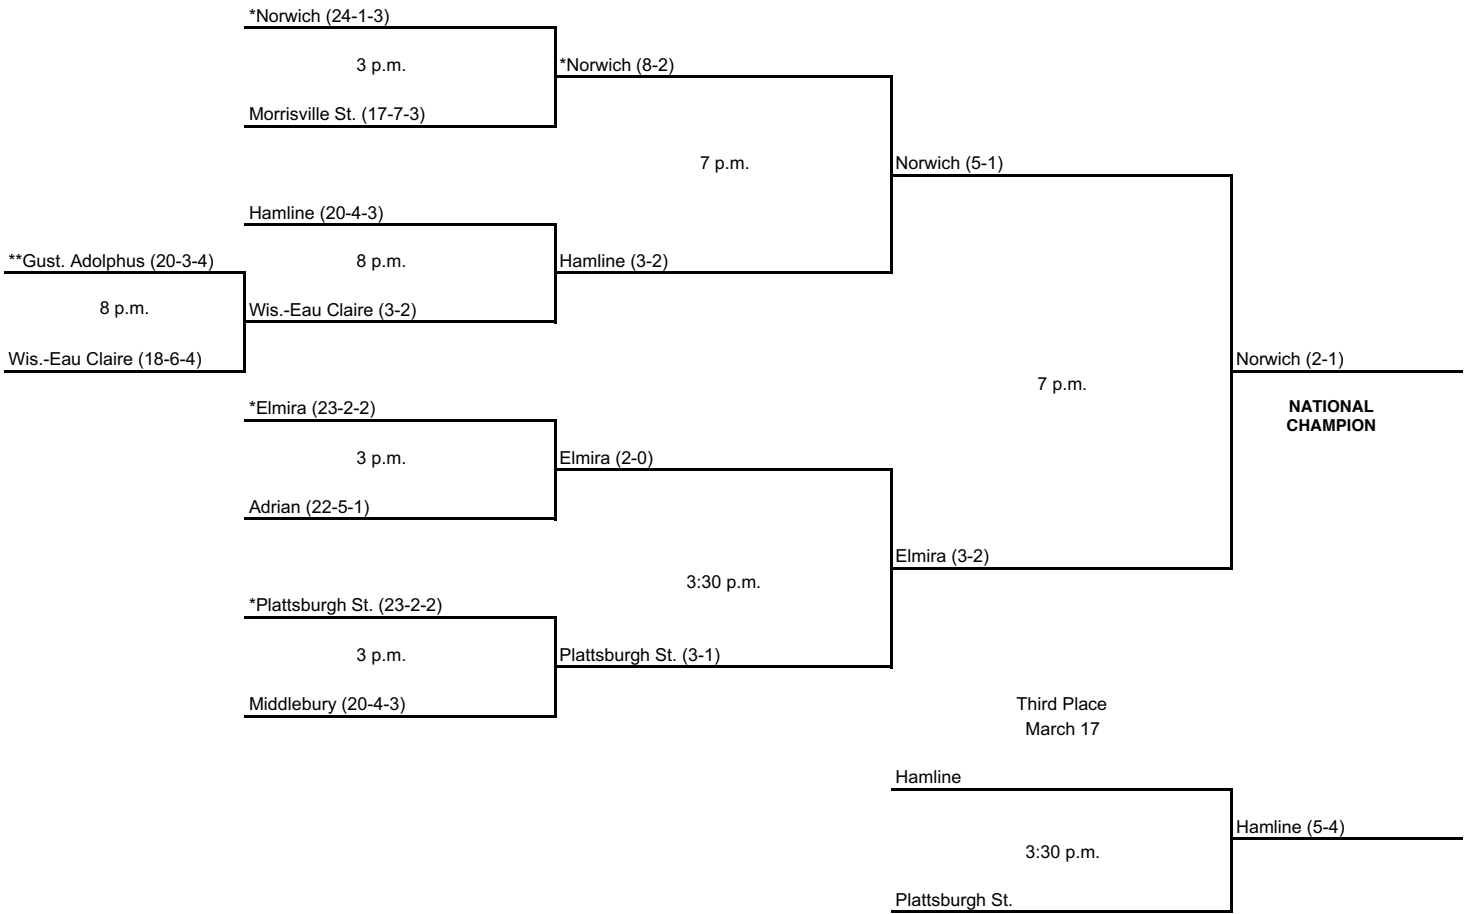 *Norwich (24-1-3)
3 p.m.
*Norwich (8-2)
Morrisville St. (17-7-3)
7 p.m.
Norwich (5-1)
Hamline (20-4-3)
**Gust. Adolphus (20-3-4)
8 p.m.
Hamline (3-2)
8 p.m.
Wis.-Eau Claire (3-2)
Wis.-Eau Claire (18-6-4)
Norwich (2-1)
7 p.m.
NATIONAL
CHAMPION
*Elmira (23-2-2)
3 p.m.
Elmira (2-0)
Adrian (22-5-1)
Elmira (3-2)
3:30 p.m.
*Plattsburgh St. (23-2-2)
3 p.m.
Plattsburgh St. (3-1)
Middlebury (20-4-3)
Third Place
March 17
Hamline
Hamline (5-4)
3:30 p.m.
Plattsburgh St.